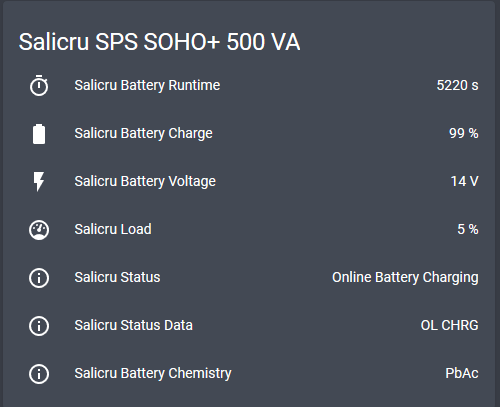 Salicru SPS SOHO+ 500 VA
Salicru Battery Runtime 5220 s
Salicru Battery Charge 99 %
Salicru Battery Voltage 14 V
Salicru Load 5 %
Salicru Status Online Battery Charging
Salicru Status Data OL CHRG
Salicru Battery Chemistry PbAc